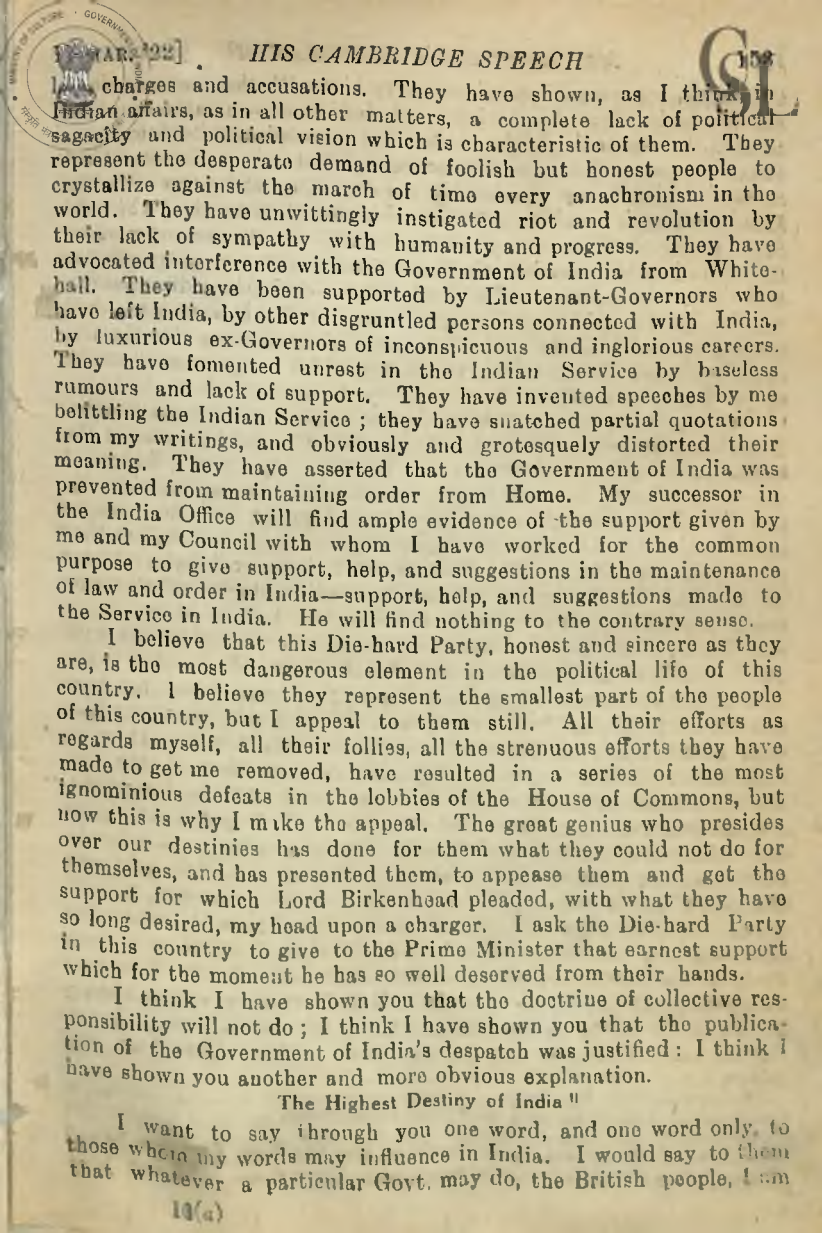 MAR. '22] HIS CAMBRIDGE SPEECH
charges and accusations. They have shown, as I think, in
Indian affairs, as in all other matters, a complete lack of political
sagacity and political vision which is characteristic of them. They
represent the desperate demand of foolish but honest people to
crystallize against the march of time every anachronism in the
world. They have unwittingly instigated riot and revolution by
their lack of sympathy with humanity and progress. They have
advocated interference with the Government of India from White-
hall. They have been supported by Lieutenant-Governors who
have left India, by other disgruntled persons connected with India,
by luxurious ex-Governors of inconspicuous and inglorious careers.
They have fomented unrest in the Indian Service by baseless
rumours and lack of support. They have invented speeches by me
belittling the Indian Service ; they have snatched partial quotations
from my writings, and obviously and grotesquely distorted their
meaning. They have asserted that the Government of India was
prevented from maintaining order from Home. My successor in
the India Office will find ample evidence of the support given by
me and my Council with whom I have worked for the common
purpose to give support, help, and suggestions in the maintenance
of law and order in India—support, help, and suggestions made to
the Service in India. He will find nothing to the contrary sense.
I believe that this Die-hard Party, honest and sincere as they
are, is the most dangerous element in the political life of this
country. I believe they represent the smallest part of the people
of this country, but I appeal to them still. All their efforts as
regards myself, all their follies, all the strenuous efforts they have
made to get me removed, have resulted in a series of the most
ignominious defeats in the lobbies of the House of Commons, but
now this is why I make the appeal. The great genius who presides
over our destinies has done for them what they could not do for
themselves, and has presented them, to appease them and get the
support for which Lord Birkenhead pleaded, with what they have
so long desired, my head upon a charger. I ask the Die-hard Party
in this country to give to the Prime Minister that earnest support
which for the moment he has so well deserved from their hands.
I think I have shown you that the doctrine of collective res-
ponsibility will not do ; I think I have shown you that the publica-
tion of the Government of India's despatch was justified : I think I
have shown you another and more obvious explanation.
The Highest Destiny of India "
I want to say through you one word, and one word only, to
those whom my words may influence in India. I would say to them
that whatever a particular Govt. may do, the British people, I am
11(a)